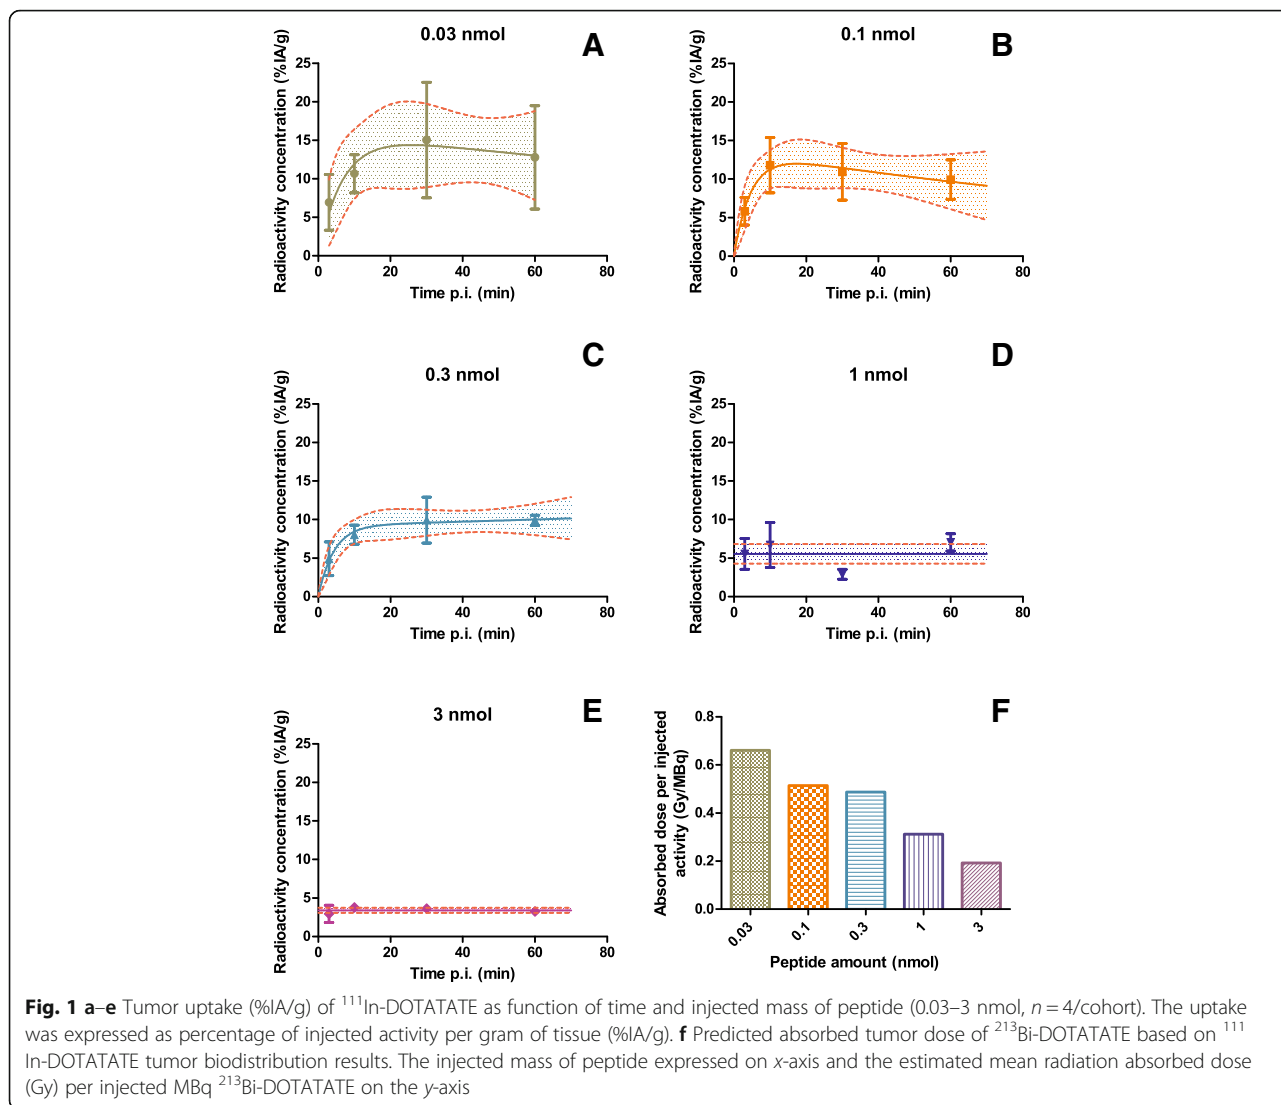 0.03 nmol
A
Radioactivity concentration (%IA/g)
25
20
15
10
5
0
0 20 40 60 80
Time p.i. (min)
0.1 nmol
B
Radioactivity concentration (%IA/g)
25
20
15
10
5
0
0 20 40 60 80
Time p.i. (min)
0.3 nmol
C
Radioactivity concentration (%IA/g)
25
20
15
10
5
0
0 20 40 60 80
Time p.i. (min)
1 nmol
D
Radioactivity concentration (%IA/g)
25
20
15
10
5
0
0 20 40 60 80
Time p.i. (min)
3 nmol
E
Radioactivity concentration (%IA/g)
25
20
15
10
5
0
0 20 40 60 80
Time p.i. (min)
F
Absorbed dose per injected
activity (Gy/MBq)
0.8
0.6
0.4
0.2
0.0
0.03 0.1 0.3 1 3
Peptide amount (nmol)
Fig. 1 a–e Tumor uptake (%IA/g) of ¹¹¹In-DOTATATE as function of time and injected mass of peptide (0.03–3 nmol, n = 4/cohort). The uptake
was expressed as percentage of injected activity per gram of tissue (%IA/g). f Predicted absorbed tumor dose of ²¹³Bi-DOTATATE based on ¹¹¹
In-DOTATATE tumor biodistribution results. The injected mass of peptide expressed on x-axis and the estimated mean radiation absorbed dose
(Gy) per injected MBq ²¹³Bi-DOTATATE on the y-axis